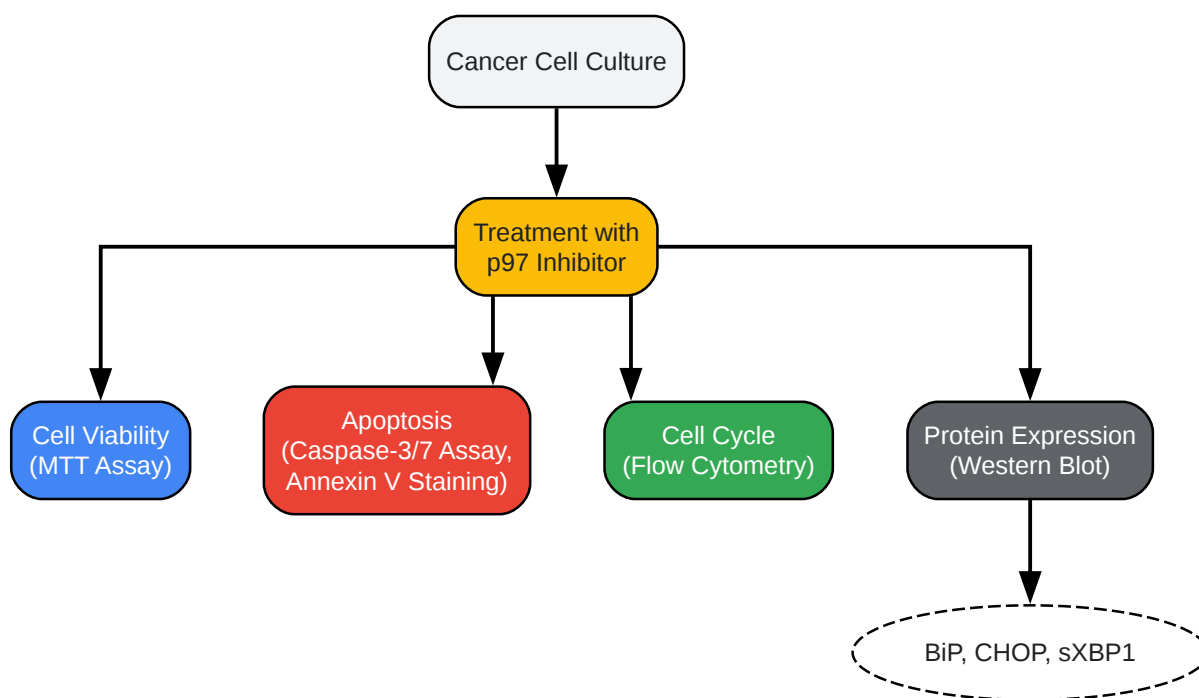 Cancer Cell Culture
Treatment with
p97 Inhibitor
Cell Viability
(MTT Assay)
Apoptosis
(Caspase-3/7 Assay,
Annexin V Staining)
Cell Cycle
(Flow Cytometry)
Protein Expression
(Western Blot)
BiP, CHOP, sXBP1